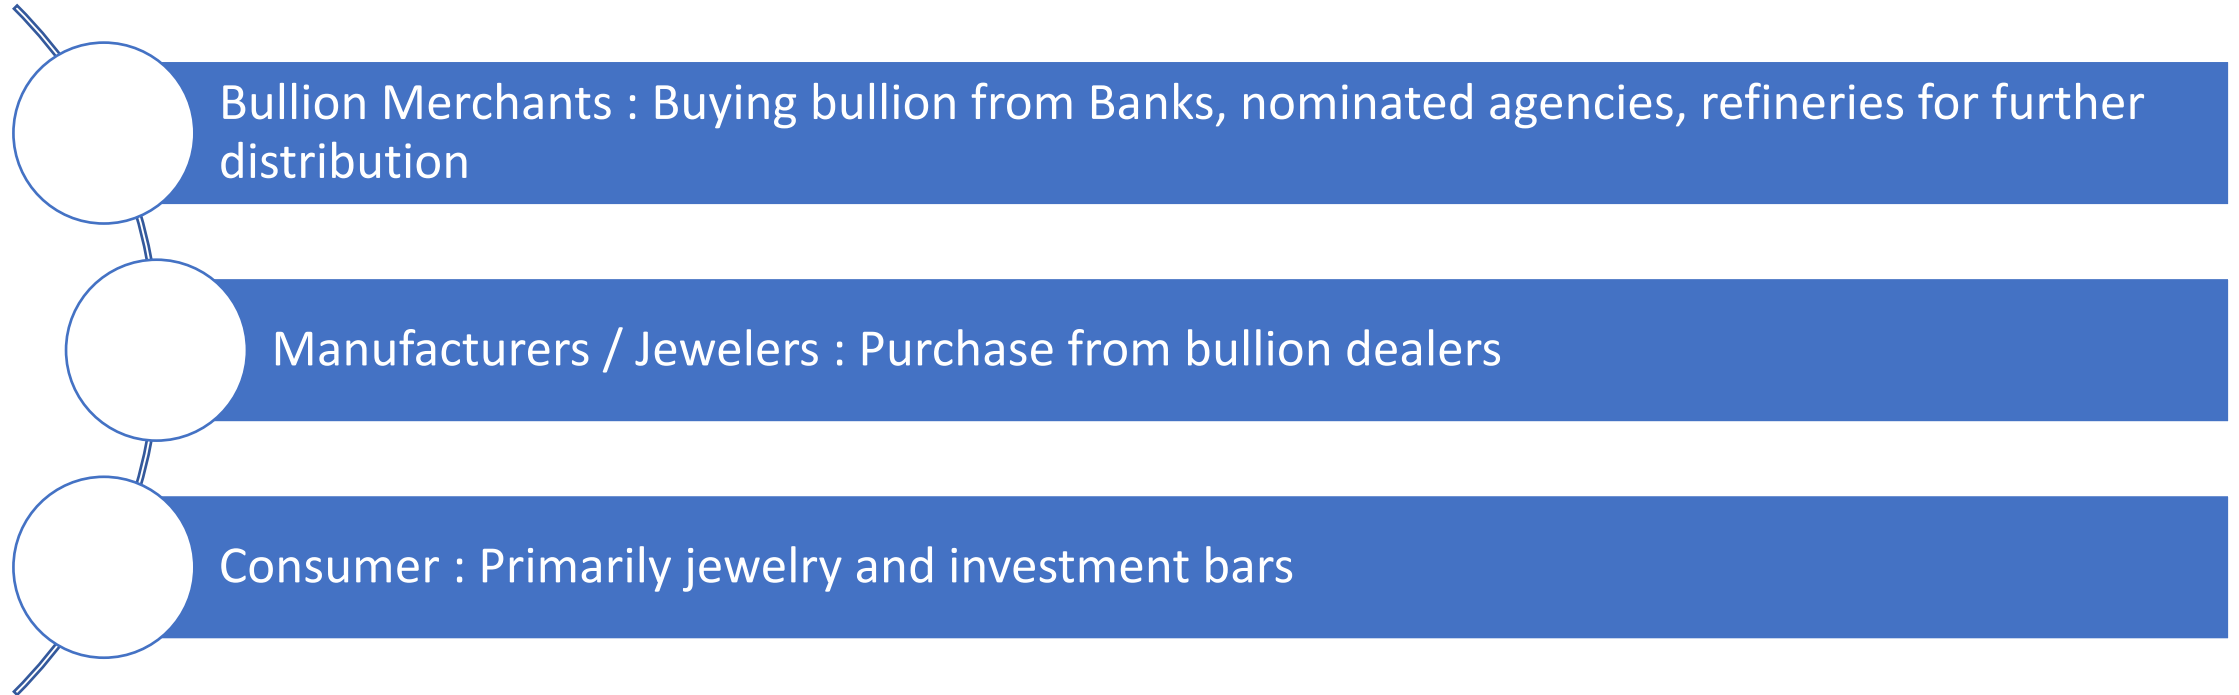 Bullion Merchants : Buying bullion from Banks, nominated agencies, refineries for further
distribution
Manufacturers / Jewelers : Purchase from bullion dealers
Consumer : Primarily jewelry and investment bars